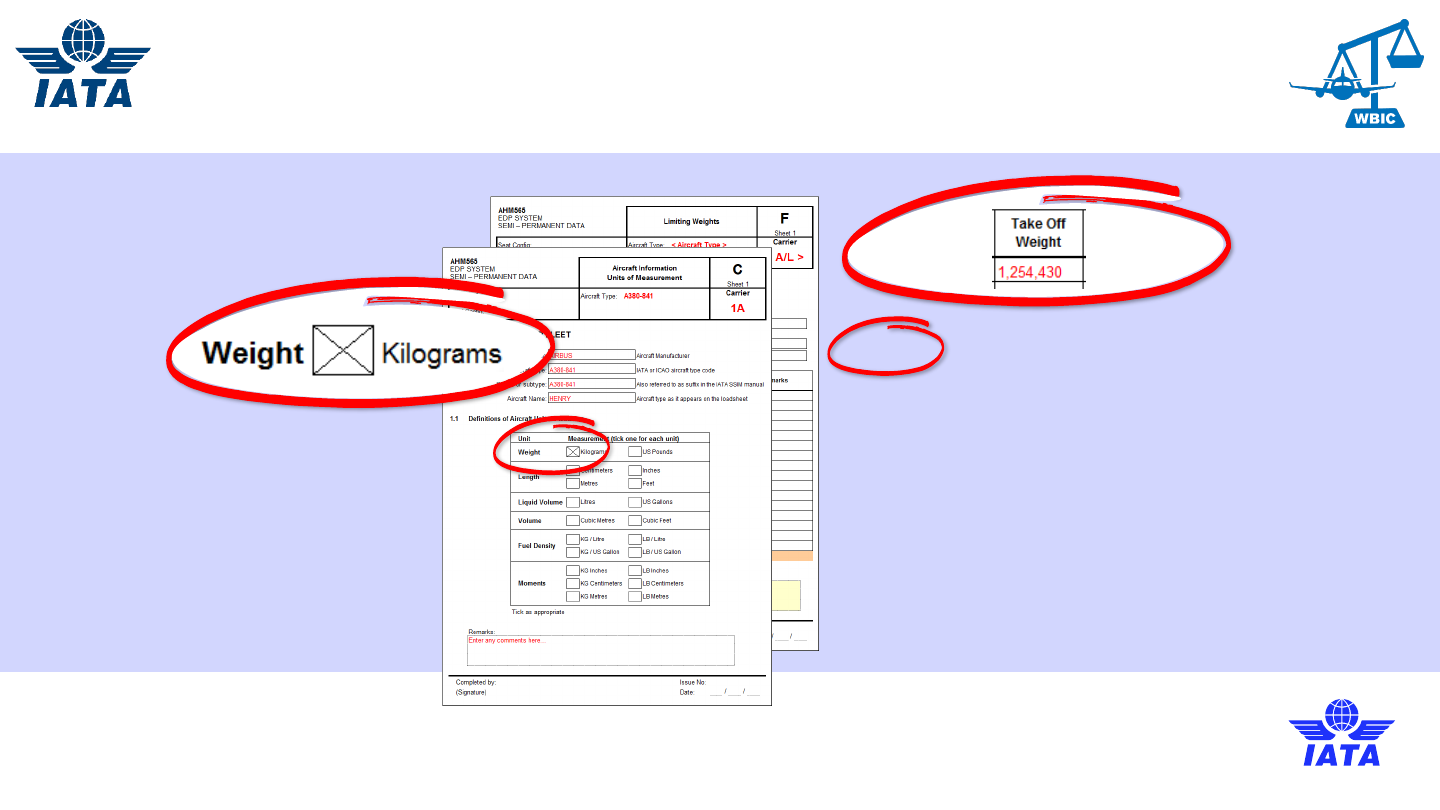 IATA
WBIC
AHM565
EDP SYSTEM
SEMI – PERMANENT DATA
Limiting Weights
F
Sheet 1
Seat Config
Aircraft Type: < Aircraft Type >
Carrier
A/L >
Take Off
Weight
1,254,430
AHM565
EDP SYSTEM
SEMI – PERMANENT DATA
Aircraft Information
Units of Measurement
C
Sheet 1
Aircraft Type: A380-841
Carrier
1A
Weight Kilograms
LEET
Aircraft Manufacturer
A380-841 IATA or ICAO aircraft type code
subtype: A380-841 Also referred to as suffix in the IATA SSIM manual
Aircraft Name: HENRY Aircraft type as it appears on the loadsheet
marks
1.1 Definitions of Aircraft
Unit Measurement (tick one for each unit)
Weight Kilograms US Pounds
Length Centimeters Inches
Metres Feet
Liquid Volume Litres US Gallons
Volume Cubic Metres Cubic Feet
Fuel Density KG / Litre LB / Litre
KG / US Gallon LB / US Gallon
Moments KG Inches LB Inches
KG Centimeters LB Centimeters
KG Metres LB Metres
Tick as appropriate
Remarks:
Enter any comments here...
/ ___ / ___
Completed by:
(Signature)
Issue No:
Date: ___ / ___ / ___
IATA